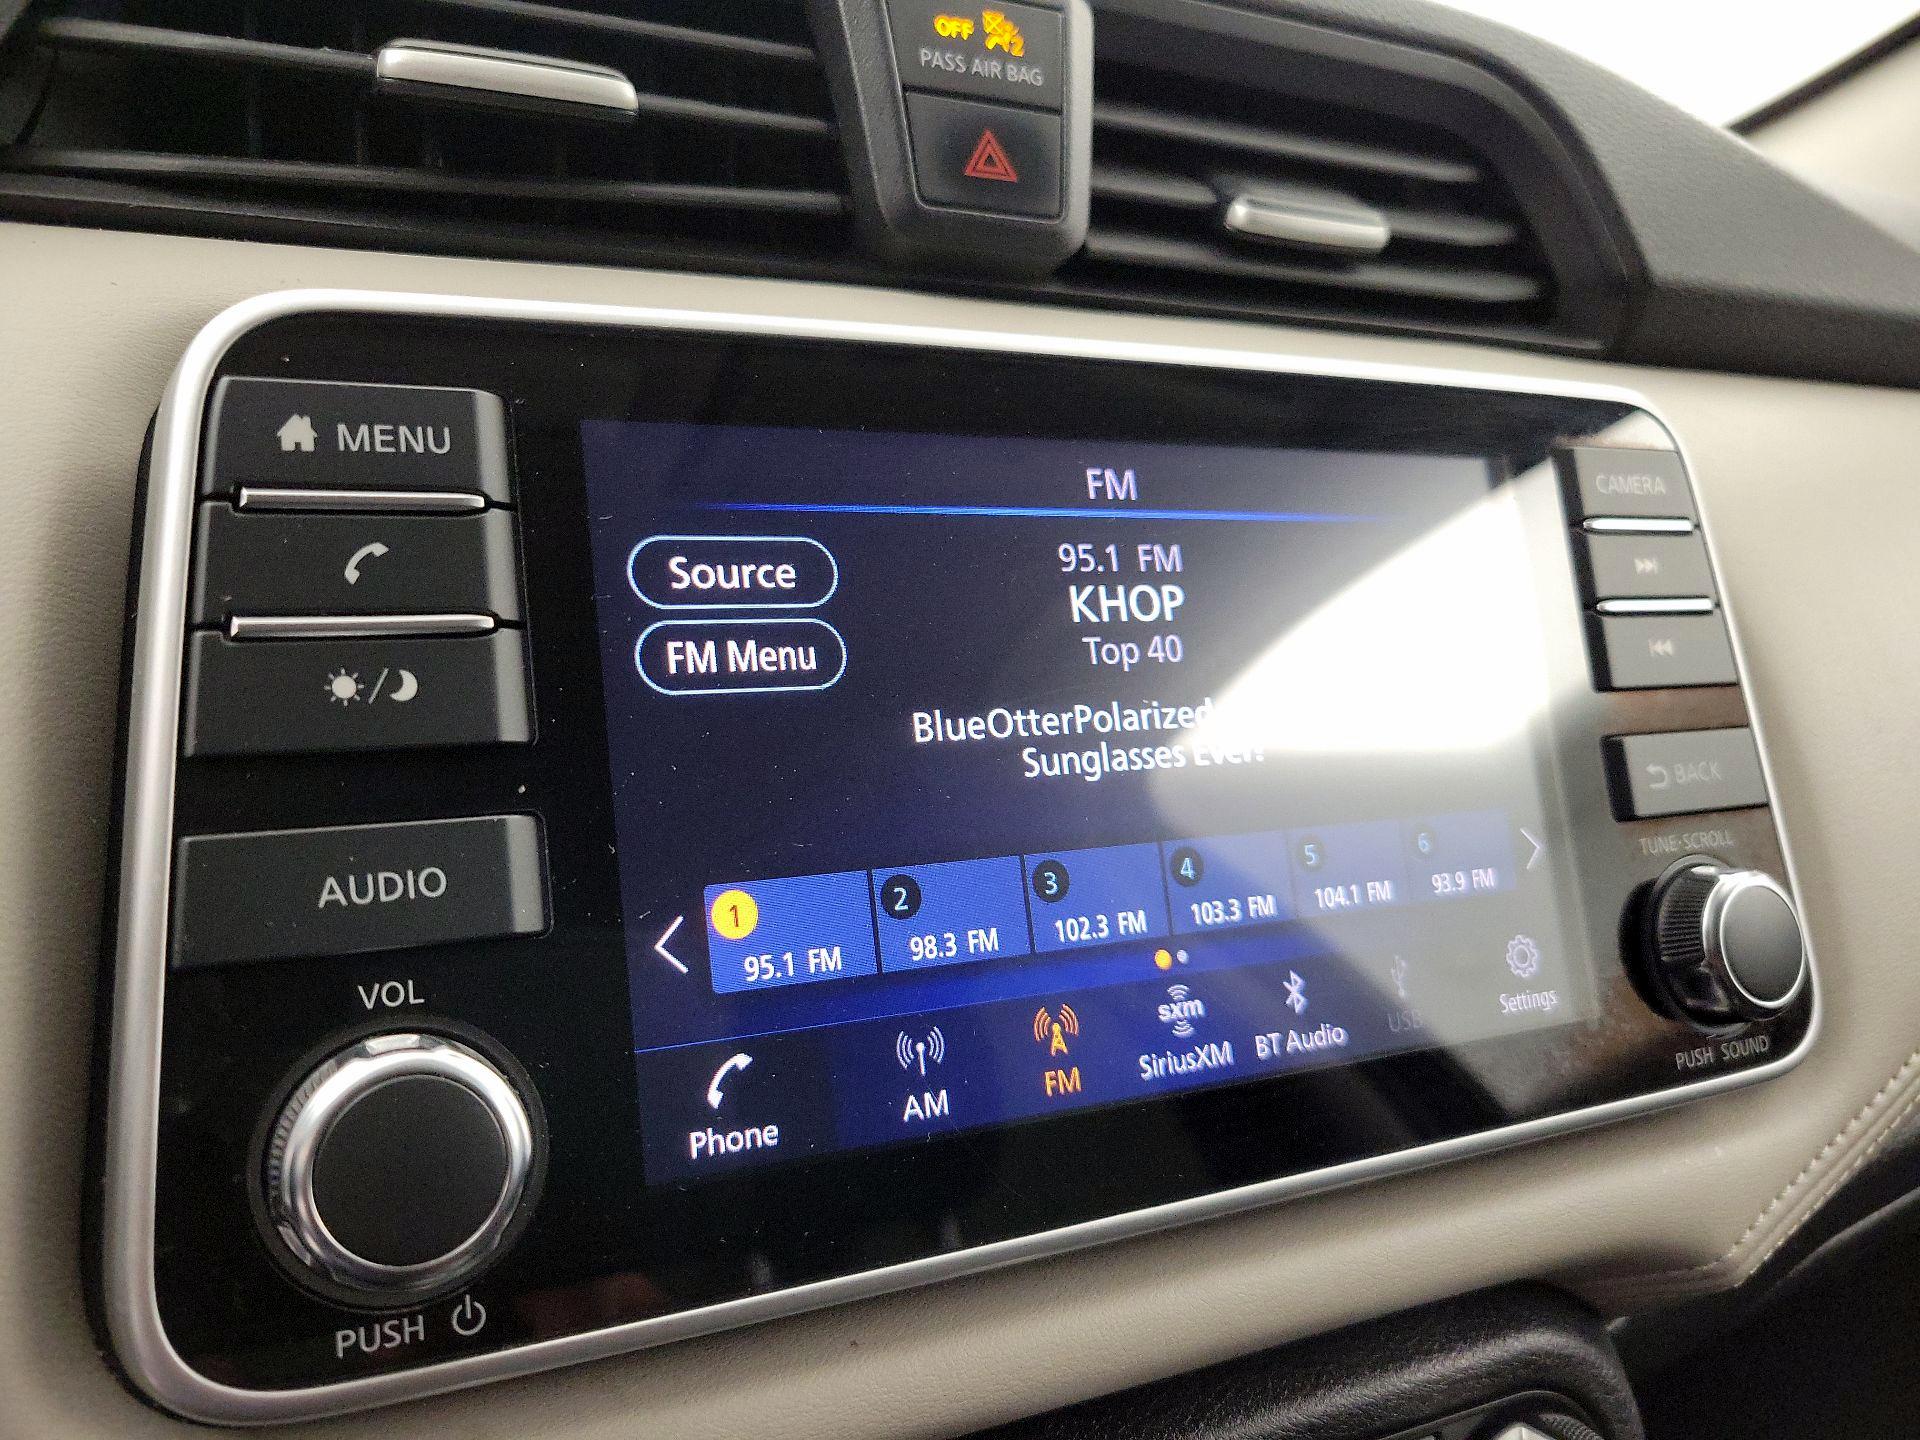 OFF 2
PASS AIR BAG
MENU
AUDIO
VOL
PUSH
FM
Source
FM Menu
95.1 FM
KHOP
Top 40
BlueOtterPolarized
Sunglasses Ever!
1 95.1 FM
2 98.3 FM
3 102.3 FM
4 103.3 FM
5 104.1 FM
6 93.9 FM
Phone
AM
FM
sxm
SiriusXM
BT Audio
USB
Settings
CAMERA
BACK
TUNE·SCROLL
PUSH SOUND